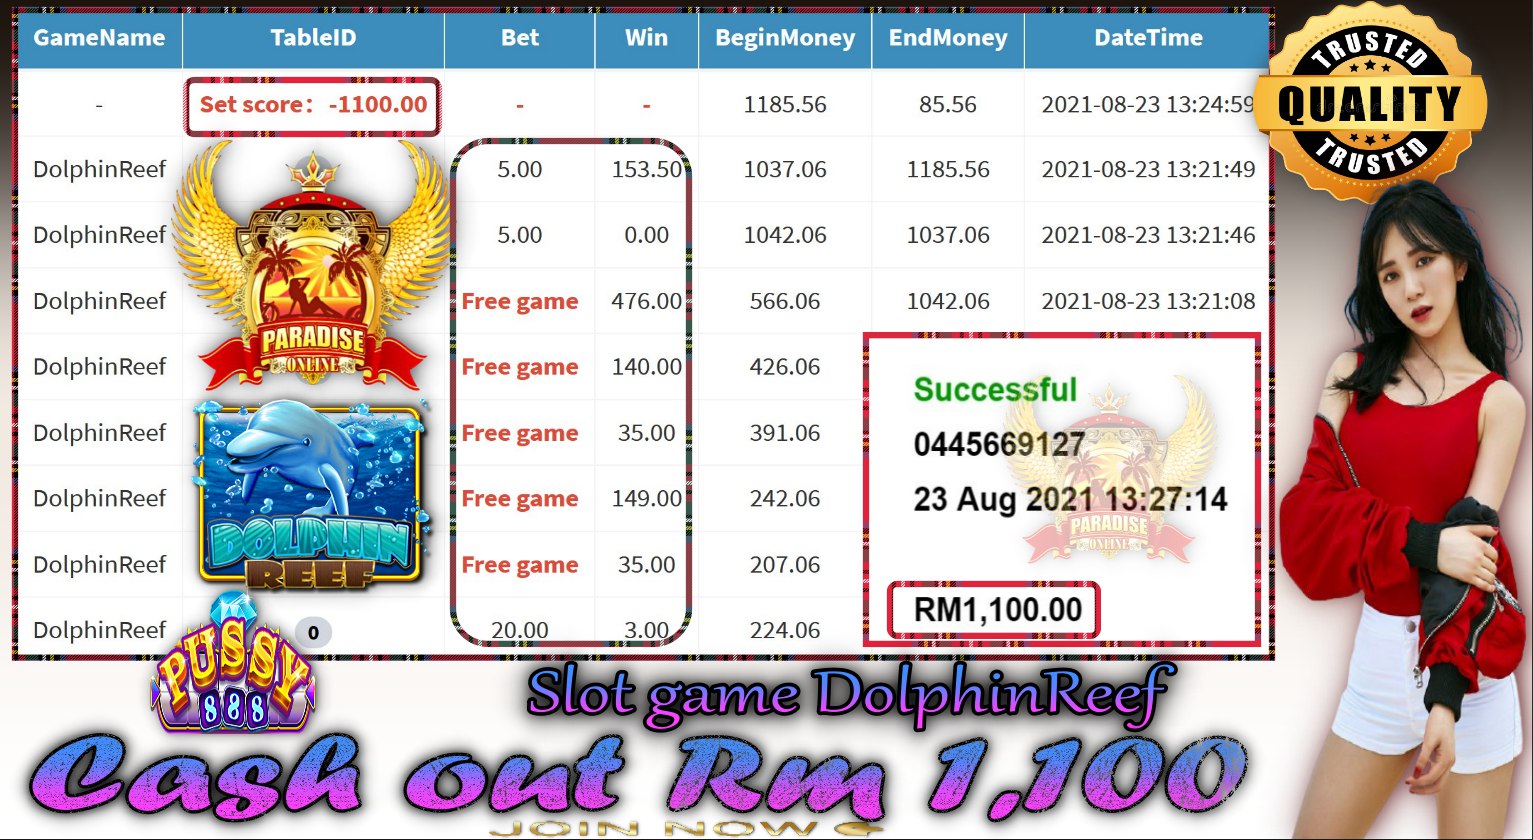 GameName TableID Bet Win BeginMoney EndMoney DateTime
- Set score: -1100.00 - - 1185.56 85.56 2021-08-23 13:24:59
DolphinReef 5.00 153.50 1037.06 1185.56 2021-08-23 13:21:49
DolphinReef 5.00 0.00 1042.06 1037.06 2021-08-23 13:21:46
DolphinReef Free game 476.00 566.06 1042.06 2021-08-23 13:21:08
DolphinReef Free game 140.00 426.06
DolphinReef Free game 35.00 391.06
DolphinReef Free game 149.00 242.06
DolphinReef Free game 35.00 207.06
DolphinReef 0 20.00 3.00 224.06
TRUSTED
QUALITY
TRUSTED
PARADISE
ONLINE
DOLPHIN
REEF
PUSSY
888
Successful
0445669127
23 Aug 2021 13:27:14
PARADISE
ONLINE
RM1,100.00
Slot game DolphinReef
Cash out Rm 1,100
JOIN NOW